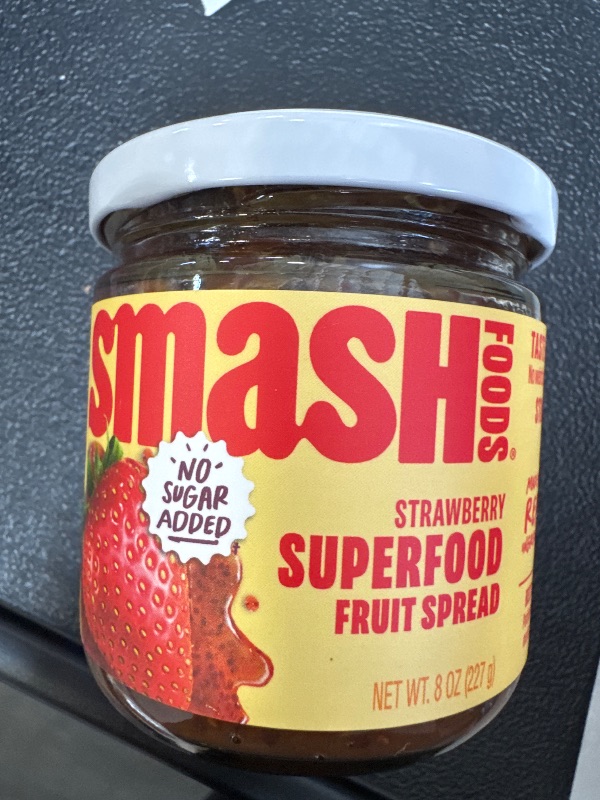 smasH
FOODS®
NO
SUGAR
ADDED
STRAWBERRY
SUPERFOOD
FRUIT SPREAD
NET WT. 8 OZ (227 g)